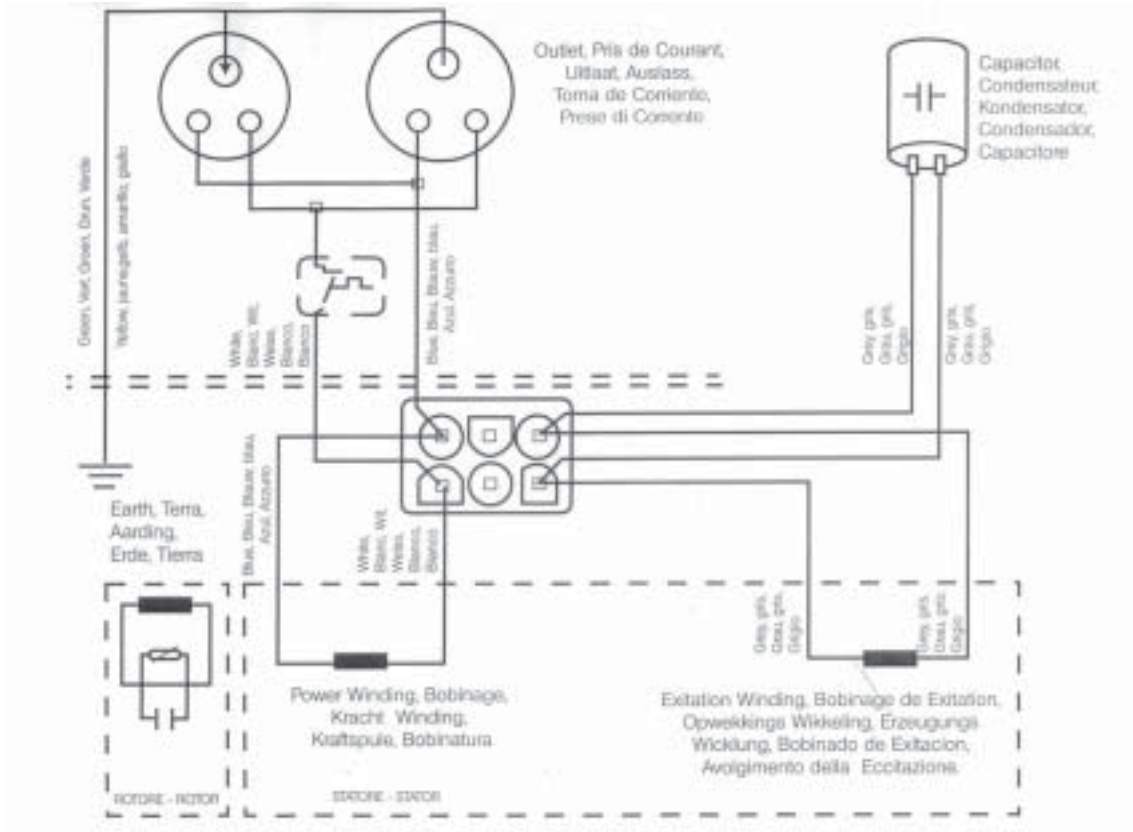 Outlet, Pris de Courant,
Uitlaat, Auslass,
Toma de Corriente,
Prese di Corrente
Capacitor,
Condensateur,
Kondensator,
Condensador,
Capacitore
Green, Vert, Groen, Grun, Verde
Yellow, jaune, gelb, amarillo, giallo
White,
Blanc, Wit,
Weiss,
Blanco,
Bianco
Blue, Bleu, Blauw, blau,
Azul, Azzurro
Grey, gris,
Grau, gris,
Grigio
Grey, gris,
Grau, gris,
Grigio
Earth, Terra,
Aarding,
Erde, Tierra
Blue, Bleu, Blauw, blau,
Azul, Azzurro
White,
Blanc, Wit,
Weiss,
Blanco,
Bianco
Grey, gris,
Grau, gris,
Grigio
Grey, gris,
Grau, gris,
Grigio
Power Winding, Bobinage,
Kracht Winding,
Kraftspule, Bobinatura
Exitation Winding, Bobinage de Exitation,
Opwekkings Wikkeling, Erzeugungs
Wicklung, Bobinado de Exitacion,
Avolgimento della Eccitazione.
ROTORE - ROTOR
STATORE - STATOR